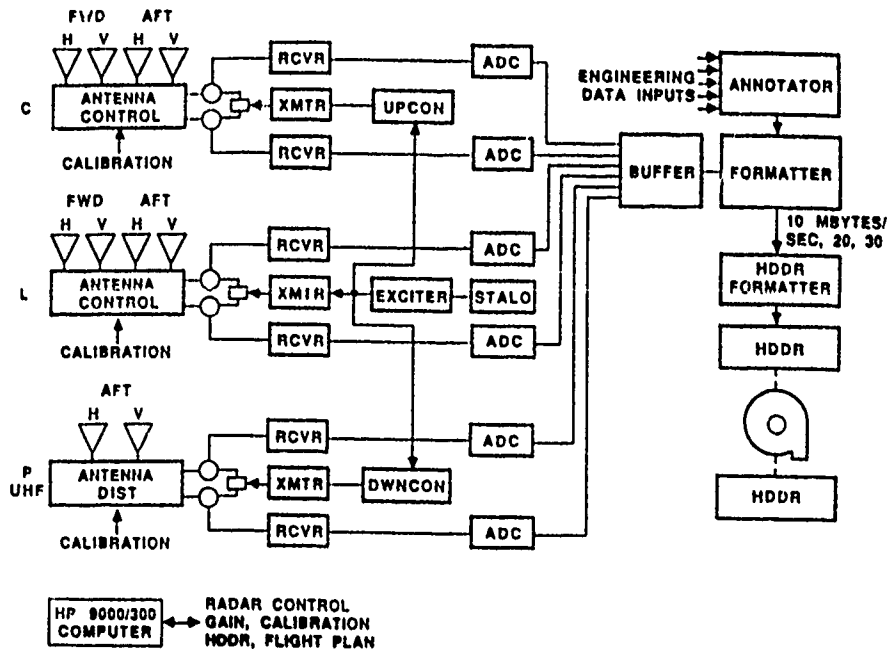 FWD AFT
H V H V
C
ANTENNA
CONTROL
CALIBRATION
RCVR
XMTR
RCVR
UPCON
ADC
ADC
FWD AFT
H V H V
L
ANTENNA
CONTROL
CALIBRATION
RCVR
XMTR
RCVR
EXCITER
STALO
ADC
ADC
AFT
H V
P
UHF
ANTENNA
DIST
CALIBRATION
RCVR
XMTR
RCVR
DWNCON
ADC
ADC
BUFFER
ENGINEERING
DATA INPUTS
ANNOTATOR
FORMATTER
10 MBYTES/
SEC, 20, 30
HDDR
FORMATTER
HDDR
HDDR
HP 9000/300
COMPUTER
RADAR CONTROL
GAIN, CALIBRATION
HDDR, FLIGHT PLAN